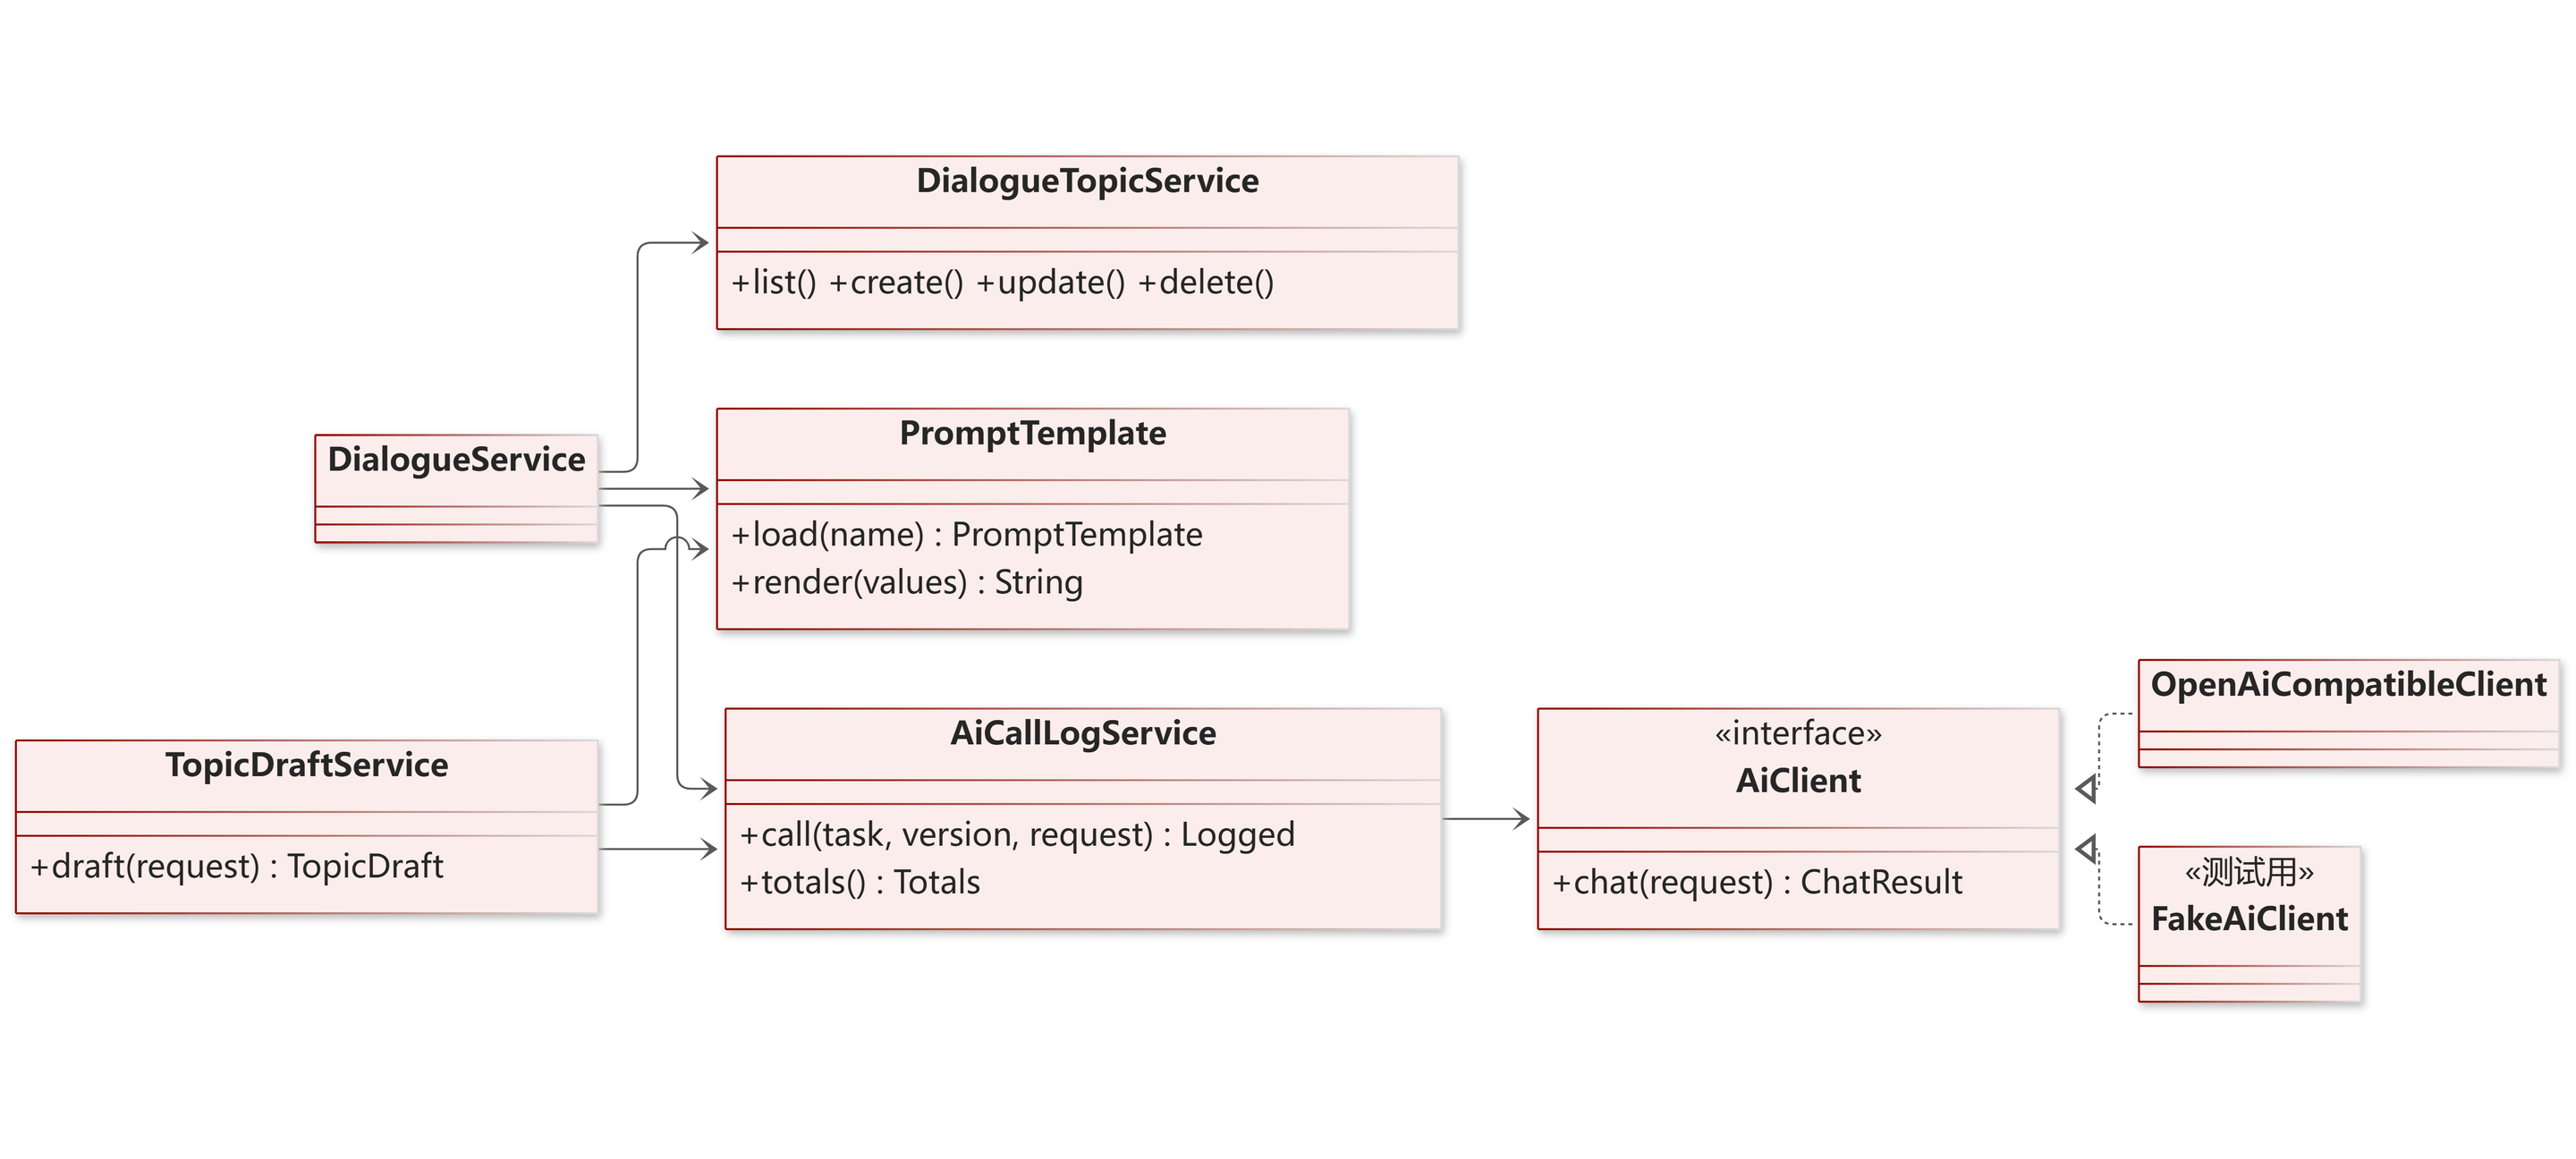 DialogueTopicService
+list() +create() +update() +delete()
PromptTemplate
+load(name) : PromptTemplate
+render(values) : String
DialogueService
TopicDraftService
+draft(request) : TopicDraft
AiCallLogService
+call(task, version, request) : Logged
+totals() : Totals
«interface»
AiClient
+chat(request) : ChatResult
OpenAiCompatibleClient
«测试用»
FakeAiClient